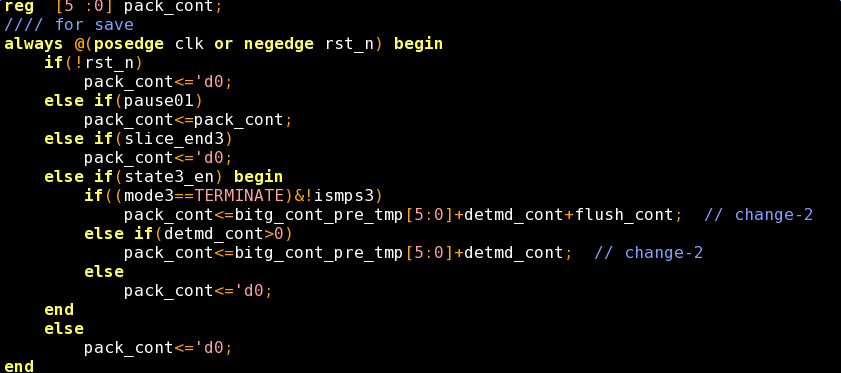 reg  [5 :0] pack_cont;
//// for save
always @(posedge clk or negedge rst_n) begin
    if(!rst_n)
        pack_cont<='d0;
    else if(pause01)
        pack_cont<=pack_cont;
    else if(slice_end3)
        pack_cont<='d0;
    else if(state3_en) begin
        if((mode3==TERMINATE)&!ismps3)
            pack_cont<=bitg_cont_pre_tmp[5:0]+detmd_cont+flush_cont;  // change-2
        else if(detmd_cont>0)
            pack_cont<=bitg_cont_pre_tmp[5:0]+detmd_cont;  // change-2
        else
            pack_cont<='d0;
    end
    else
        pack_cont<='d0;
end